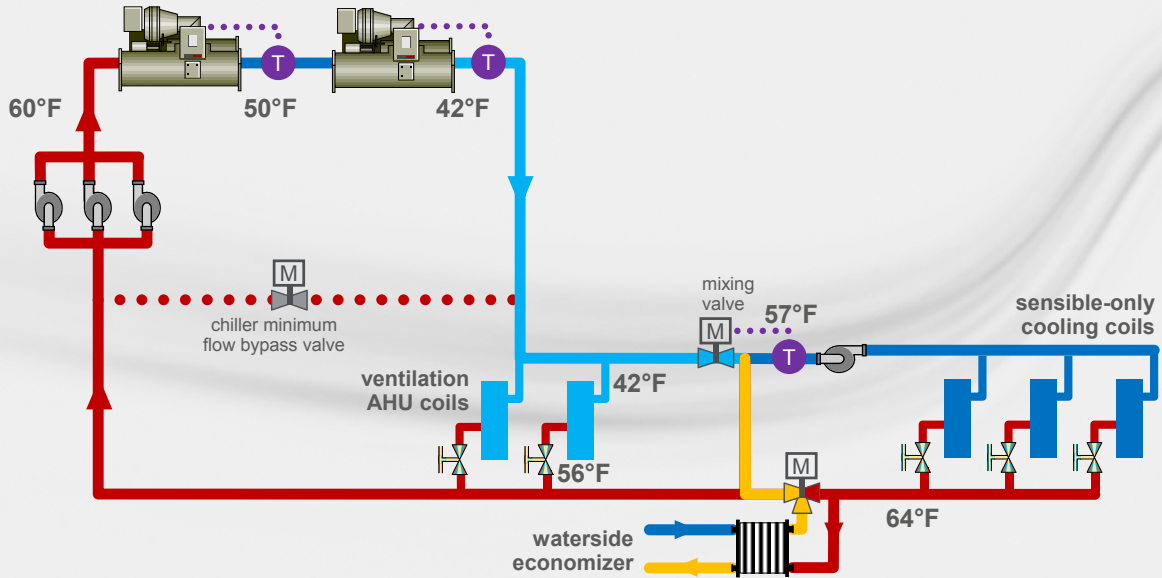 T
T
60°F
50°F
42°F
M
chiller minimum
flow bypass valve
mixing
valve
M
57°F
T
sensible-only
cooling coils
ventilation
AHU coils
42°F
56°F
M
64°F
waterside
economizer